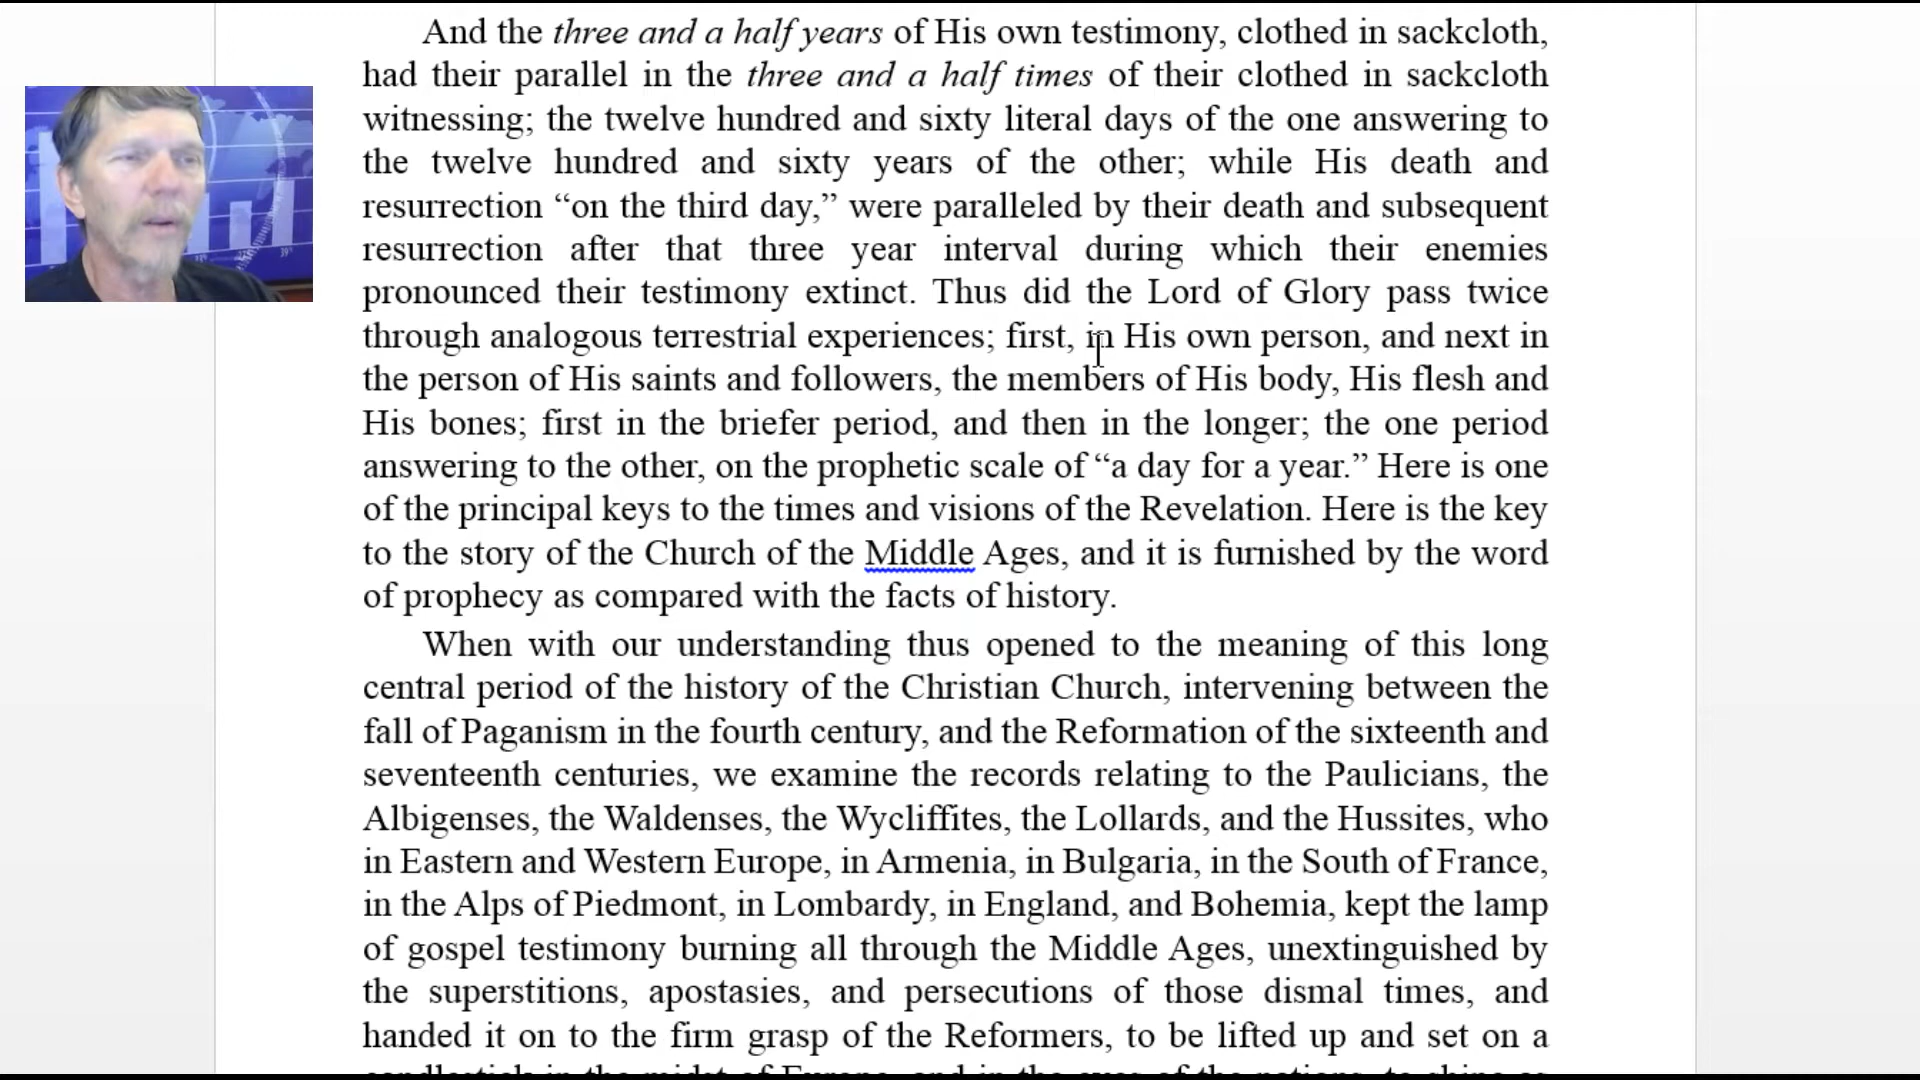 And the three and a half years of His own testimony, clothed in sackcloth,
had their parallel in the three and a half times of their clothed in sackcloth
witnessing; the twelve hundred and sixty literal days of the one answering to
the twelve hundred and sixty years of the other; while His death and
resurrection “on the third day,” were paralleled by their death and subsequent
resurrection after that three year interval during which their enemies
pronounced their testimony extinct. Thus did the Lord of Glory pass twice
through analogous terrestrial experiences; first, in His own person, and next in
the person of His saints and followers, the members of His body, His flesh and
His bones; first in the briefer period, and then in the longer; the one period
answering to the other, on the prophetic scale of “a day for a year.” Here is one
of the principal keys to the times and visions of the Revelation. Here is the key
to the story of the Church of the Middle Ages, and it is furnished by the word
of prophecy as compared with the facts of history.
When with our understanding thus opened to the meaning of this long
central period of the history of the Christian Church, intervening between the
fall of Paganism in the fourth century, and the Reformation of the sixteenth and
seventeenth centuries, we examine the records relating to the Paulicians, the
Albigenses, the Waldenses, the Wycliffites, the Lollards, and the Hussites, who
in Eastern and Western Europe, in Armenia, in Bulgaria, in the South of France,
in the Alps of Piedmont, in Lombardy, in England, and Bohemia, kept the lamp
of gospel testimony burning all through the Middle Ages, unextinguished by
the superstitions, apostasies, and persecutions of those dismal times, and
handed it on to the firm grasp of the Reformers, to be lifted up and set on a
candlestick in the midst of Europe, and in the eyes of the nations, to shine as